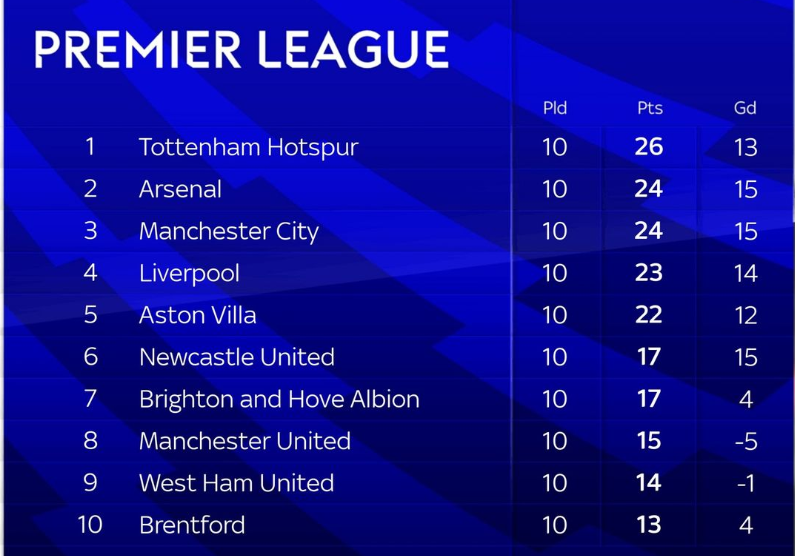 PREMIER LEAGUE
Pld Pts Gd
1 Tottenham Hotspur 10 26 13
2 Arsenal 10 24 15
3 Manchester City 10 24 15
4 Liverpool 10 23 14
5 Aston Villa 10 22 12
6 Newcastle United 10 17 15
7 Brighton and Hove Albion 10 17 4
8 Manchester United 10 15 -5
9 West Ham United 10 14 -1
10 Brentford 10 13 4